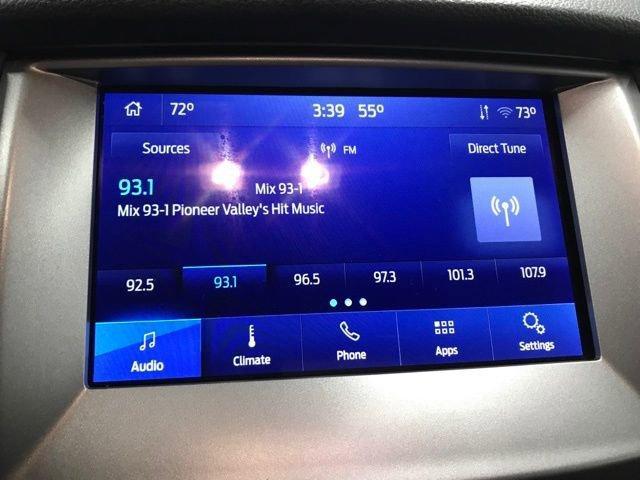 72° 3:39 55° 73°
Sources FM Direct Tune
93.1 Mix 93-1
Mix 93-1 Pioneer Valley's Hit Music
92.5 93.1 96.5 97.3 101.3 107.9
Audio Climate Phone Apps Settings